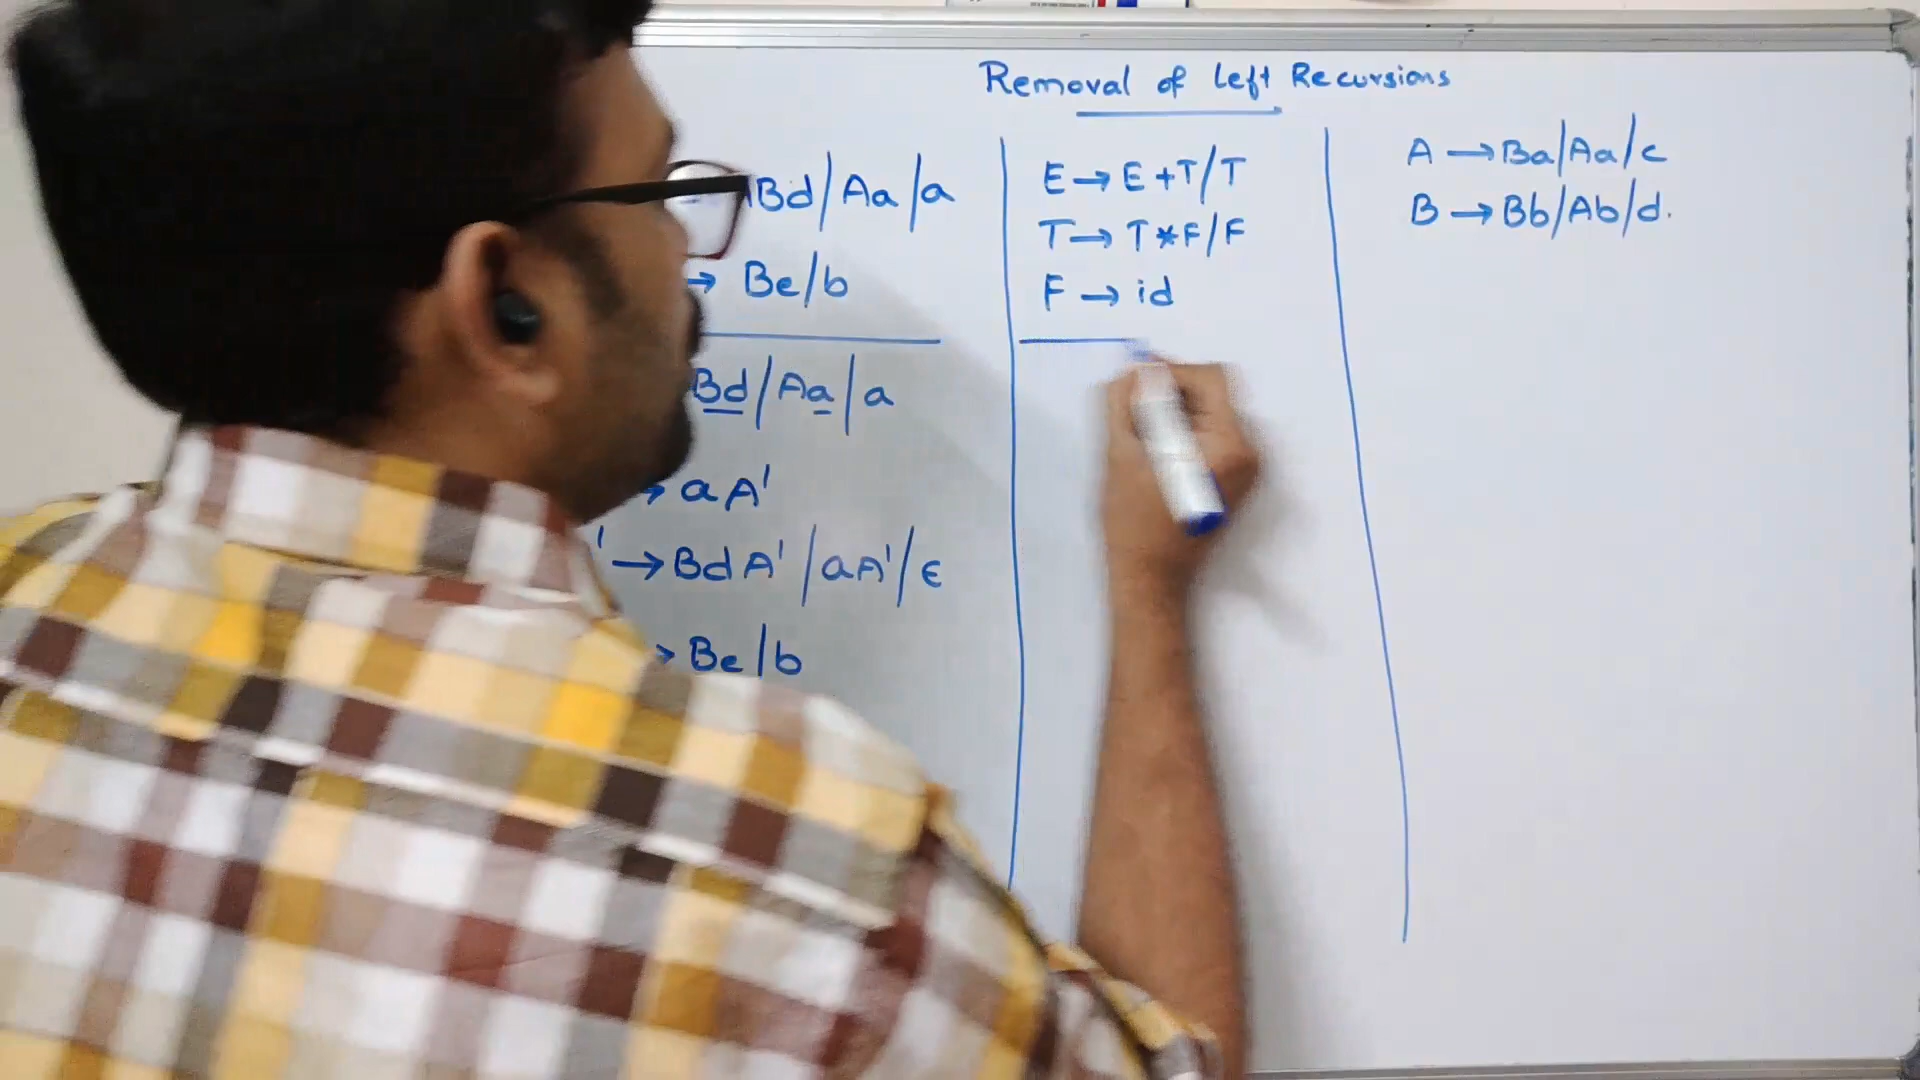 Removal of Left Recursions
Bd/Aa/a
→ Be/b
Bd/Aa/a
→ aA'
' → BdA'/aA'/ϵ
→ Be/b
E → E+T/T
T → T*F/F
F → id
A → Ba/Aa/c
B → Bb/Ab/d.